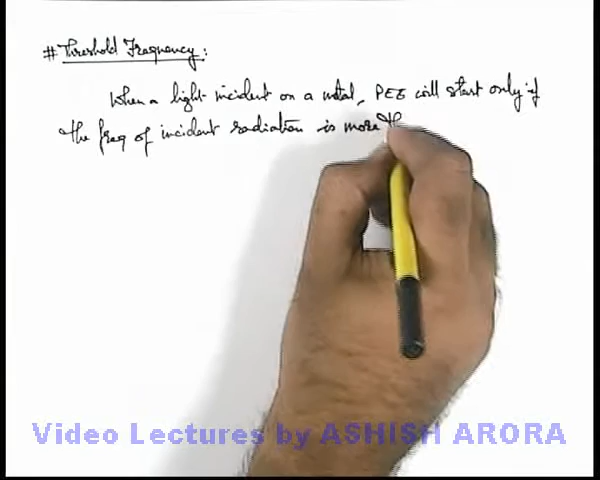 # Threshold Frequency :
When a light incident on a metal, PEE will start only if
the freq of incident radiation is more th
Video Lectures by ASHISH ARORA